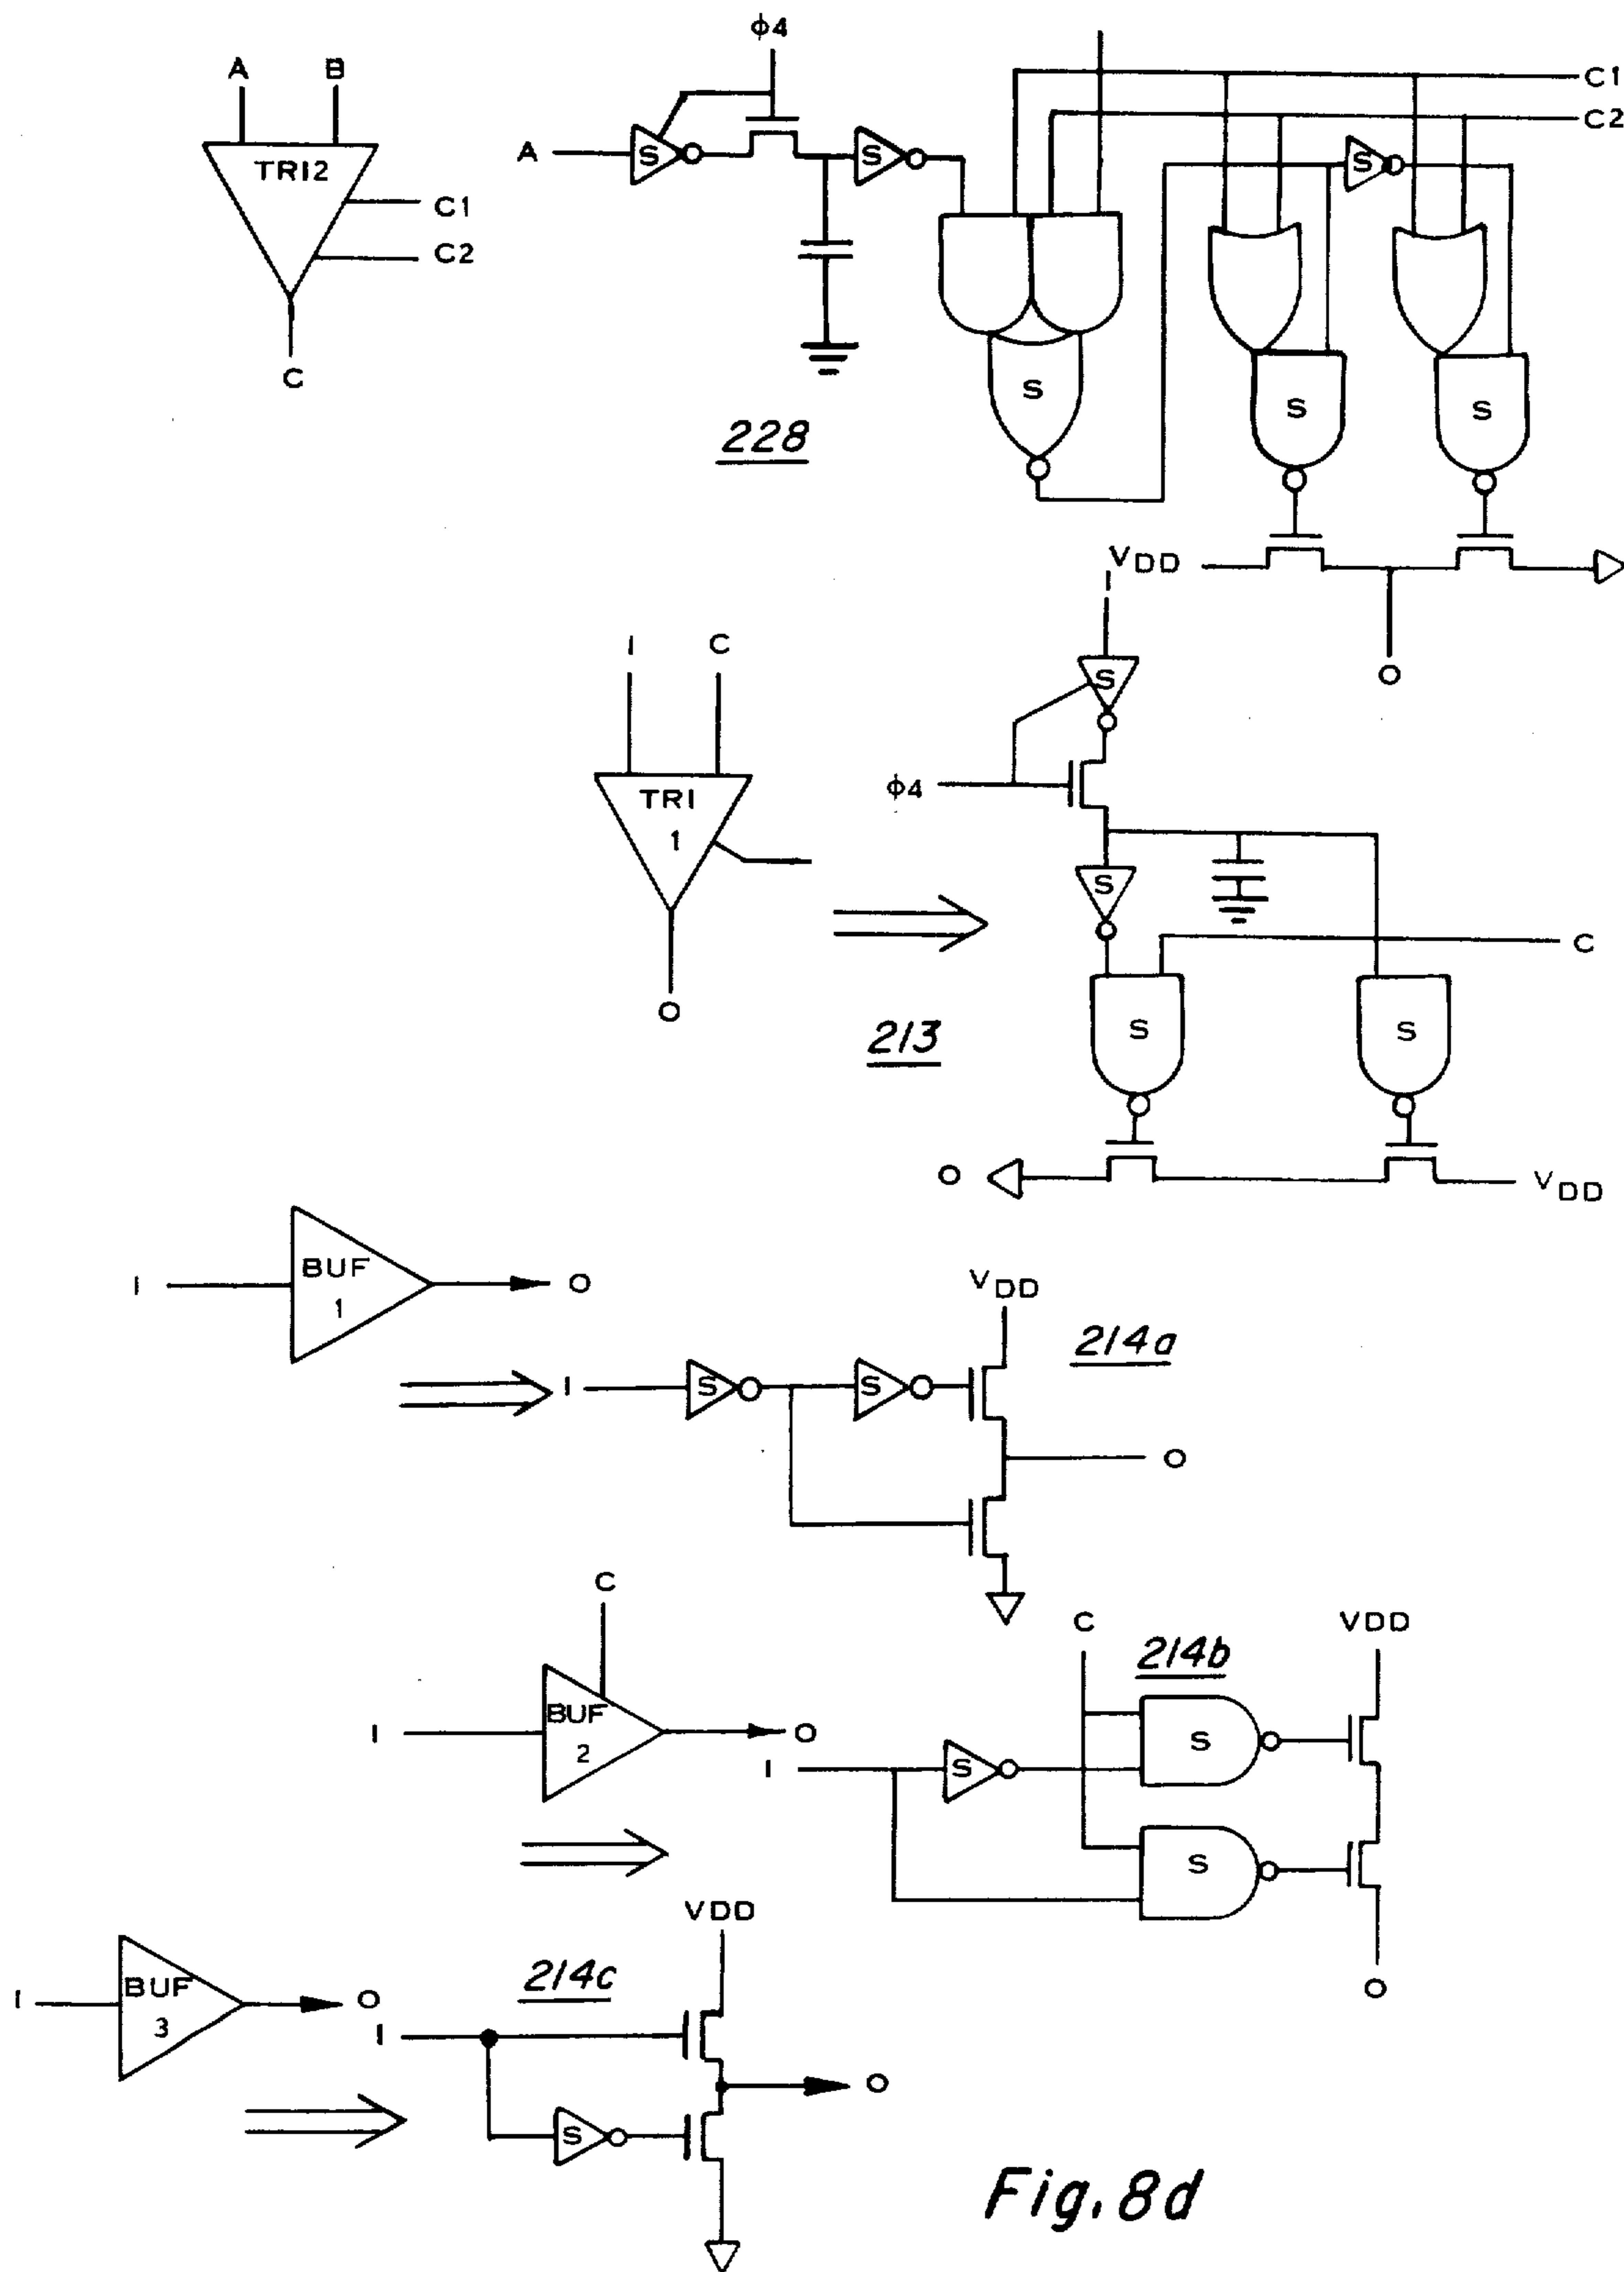 ϕ4
A B
C1
C2
TRI2
A S S
C1
C2
S
C
S S S
228
VDD
I
O
I C
S
TRI
1
ϕ4
S
C
O
213
S S
O VDD
I BUF
1
O
VDD
214a
I S S
O
C
C VDD
214b
I BUF
2
O
I S S
S
O
VDD
214c
I BUF
3
O
I
O
S
Fig. 8d